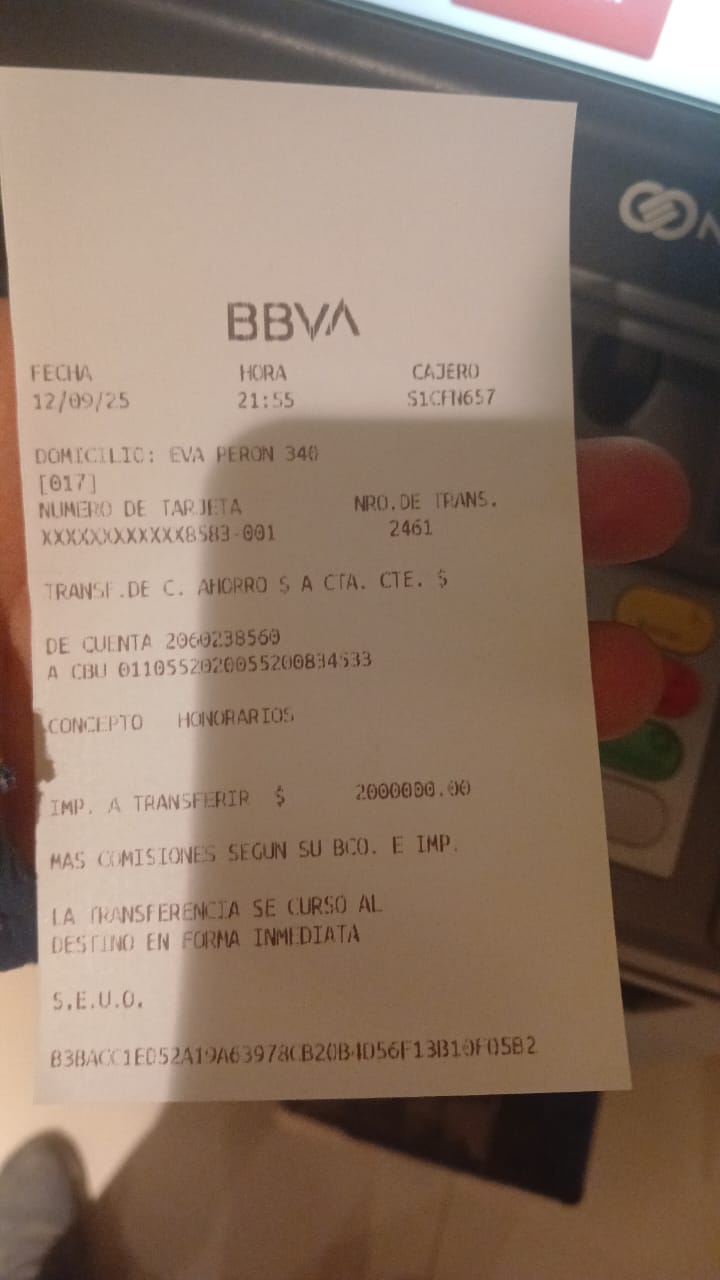 BBVA
FECHA HORA CAJERO
12/09/25 21:55 S1CFN657
DOMICILIO: EVA PERON 340
[017]
NUMERO DE TARJETA NRO.DE TRANS.
XXXXXXXXXXXX8583-001 2461
TRANSF.DE C. AHORRO $ A CTA. CTE. $
DE CUENTA 2060238560
A CBU 0110552020055200834533
CONCEPTO HONORARIOS
IMP. A TRANSFERIR $ 2000000.00
MAS COMISIONES SEGUN SU BCO. E IMP.
LA TRANSFERENCIA SE CURSO AL
DESTINO EN FORMA INMEDIATA
S.E.U.O.
B3BACC1ED52A19A63978CB20B4D56F13B10F05B2
N